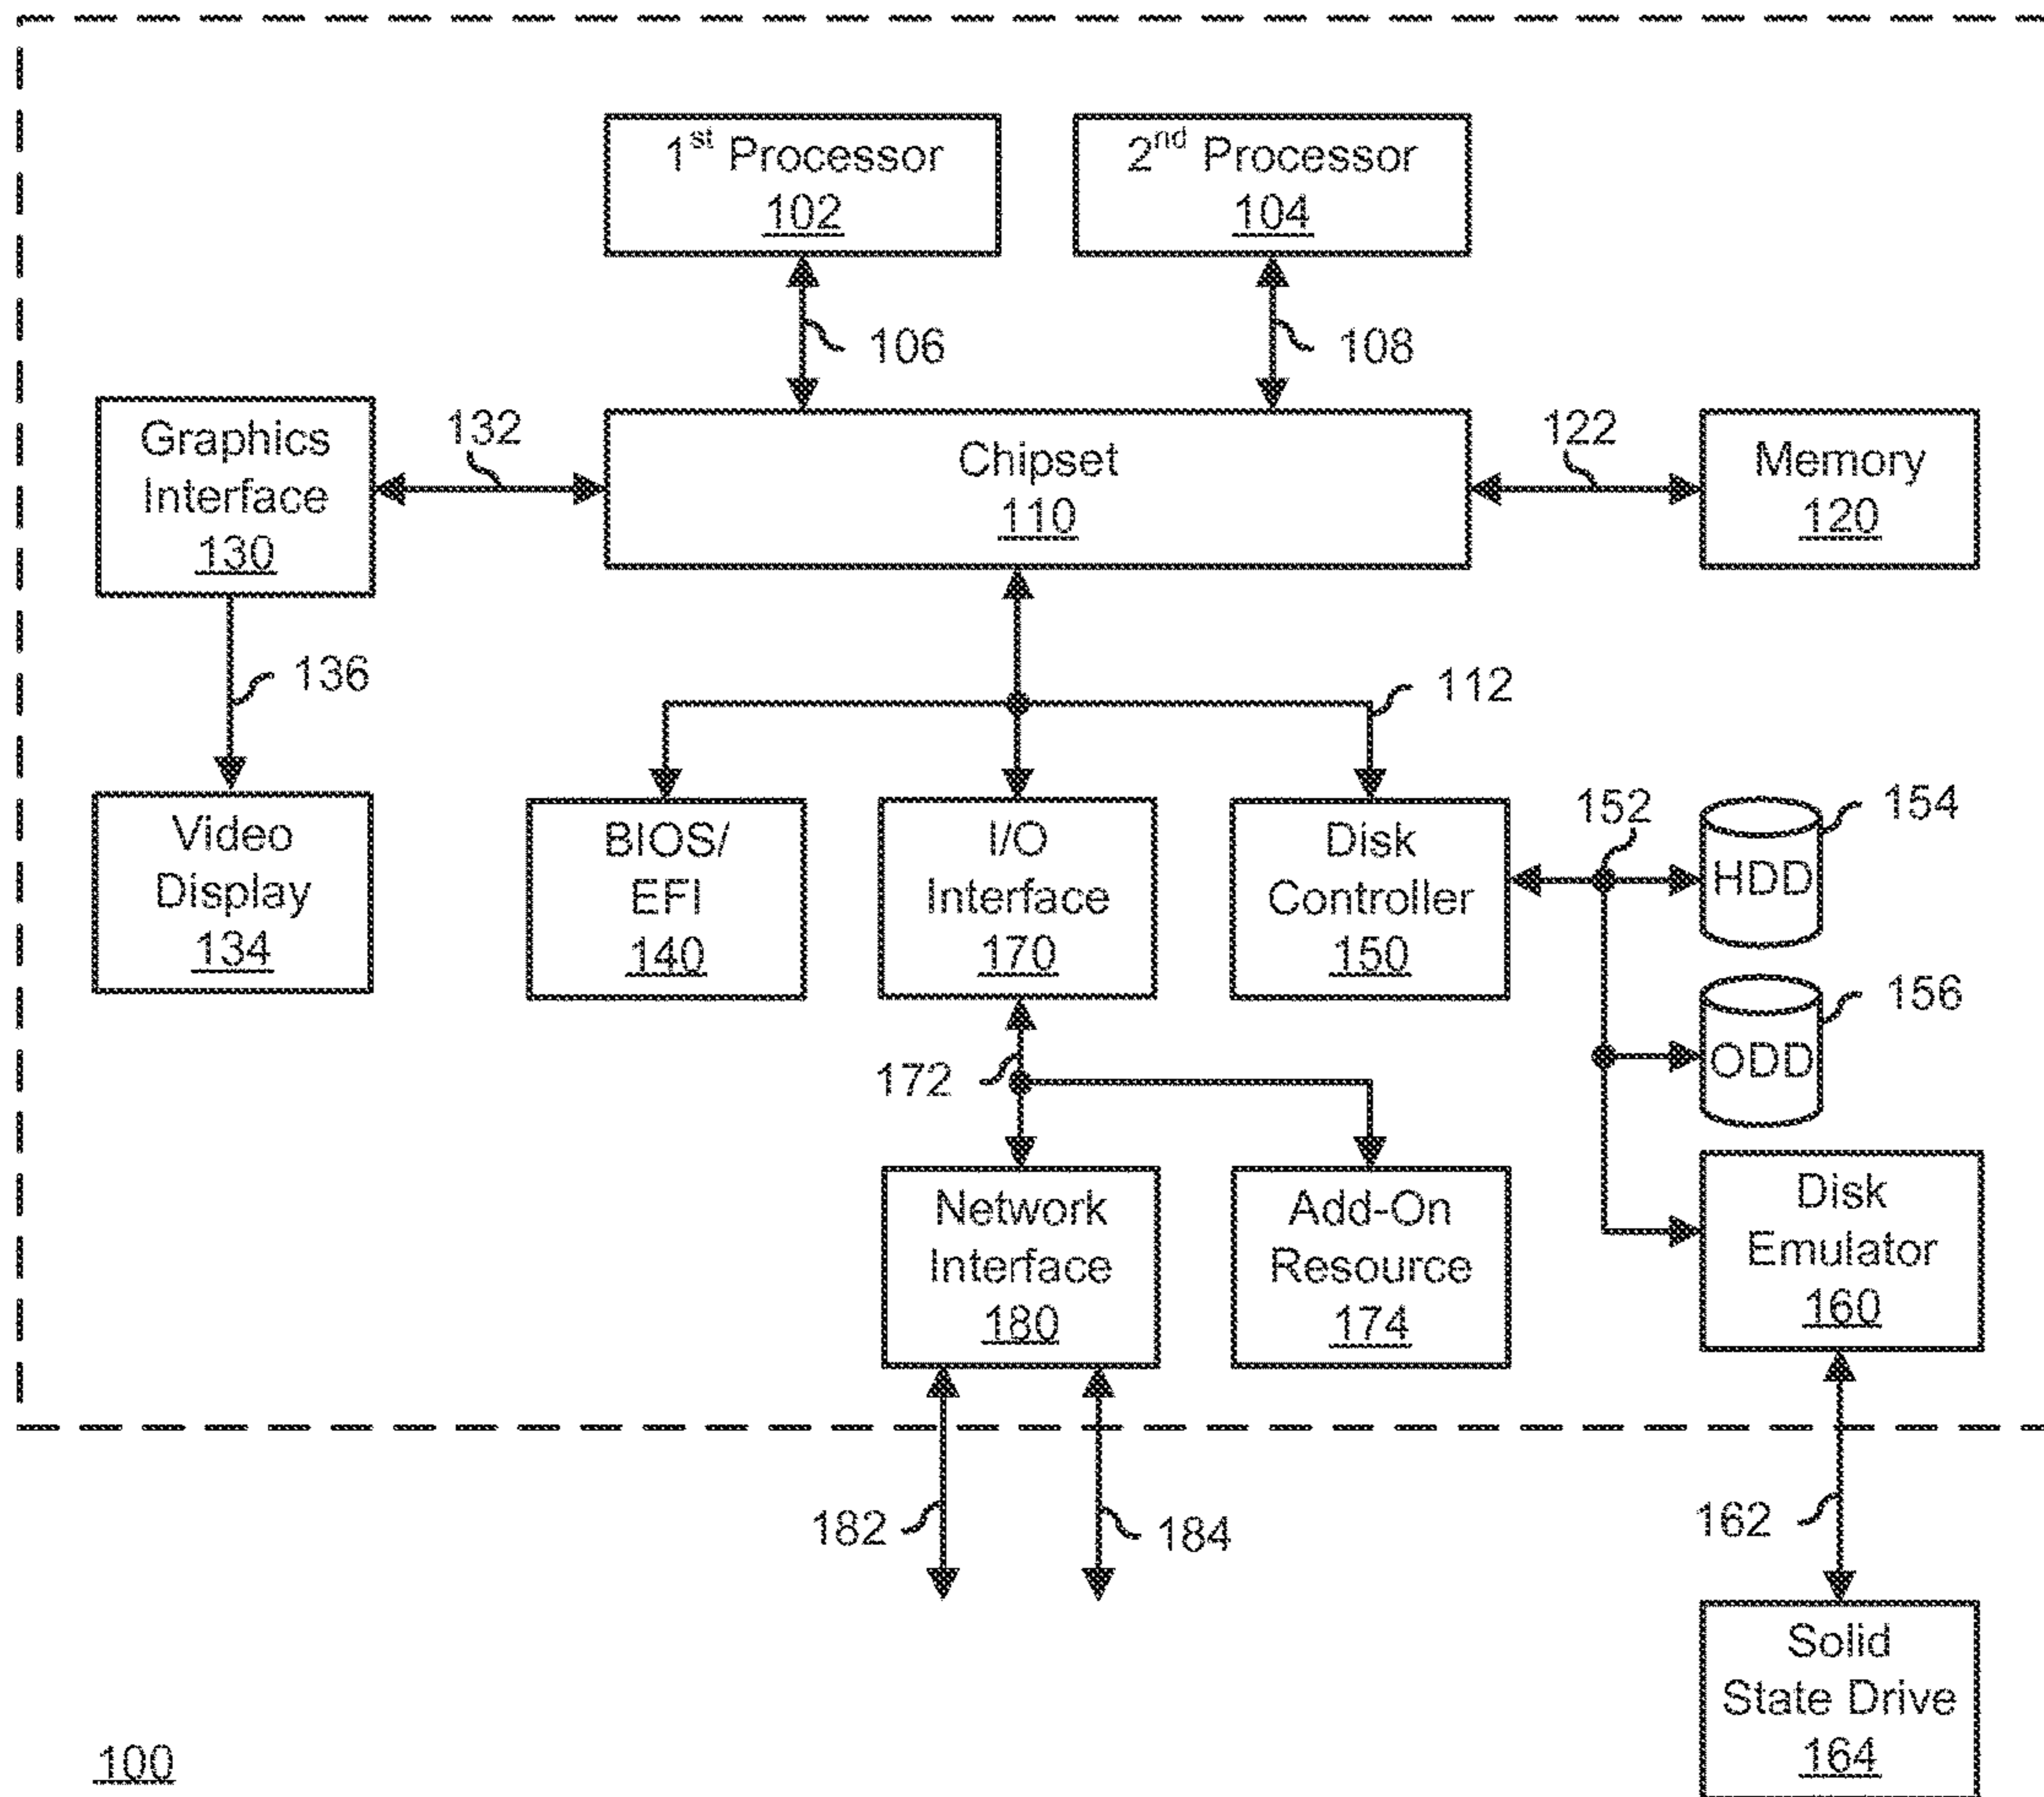 1st Processor
102
2nd Processor
104
106
108
Graphics
Interface
130
132
Chipset
110
122
Memory
120
136
112
Video
Display
134
BIOS/
EFI
140
I/O
Interface
170
Disk
Controller
150
152
HDD
154
ODD
156
172
Network
Interface
180
Add-On
Resource
174
Disk
Emulator
160
182
184
162
Solid
State Drive
164
100